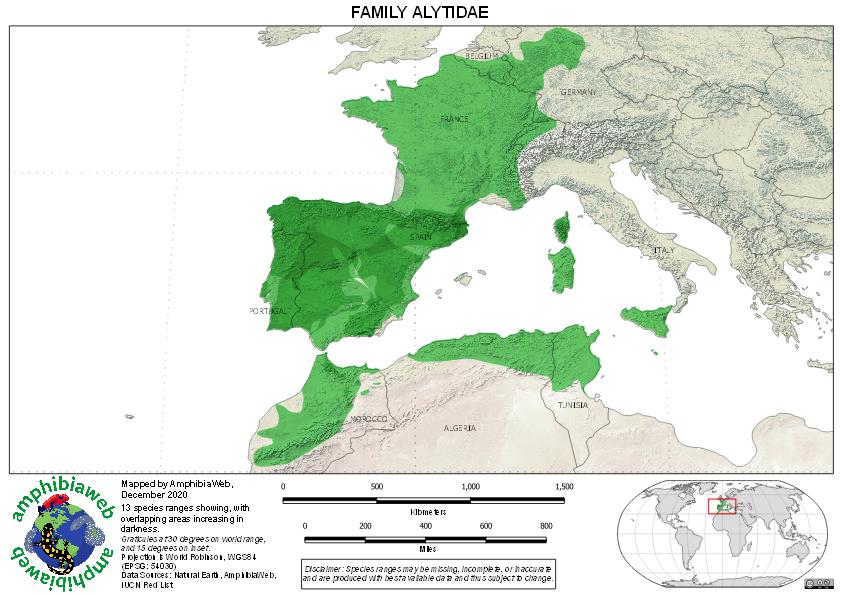 FAMILY ALYTIDAE
BELGIUM
GERMANY
FRANCE
SPAIN
ITALY
PORTUGAL
MOROCCO
ALGERIA
TUNISIA
amphibiaweb
amphibiaweb
Mapped by AmphibiaWeb,
December 2020
13 species ranges showing, with
overlapping areas increasing in
darkness.
Graticules at 30 degrees on world range,
and 15 degrees on inset.
Projection is World Robinson, WGS84
(EPSG: 54030)
Data Sources: Natural Earth, AmphibiaWeb,
IUCN Red List
0 500 1,000 1,500
Kilometers
0 200 400 600 800
Miles
Disclaimer: Species ranges may be missing, incomplete, or inaccurate
and are produced with best available data and thus subject to change.